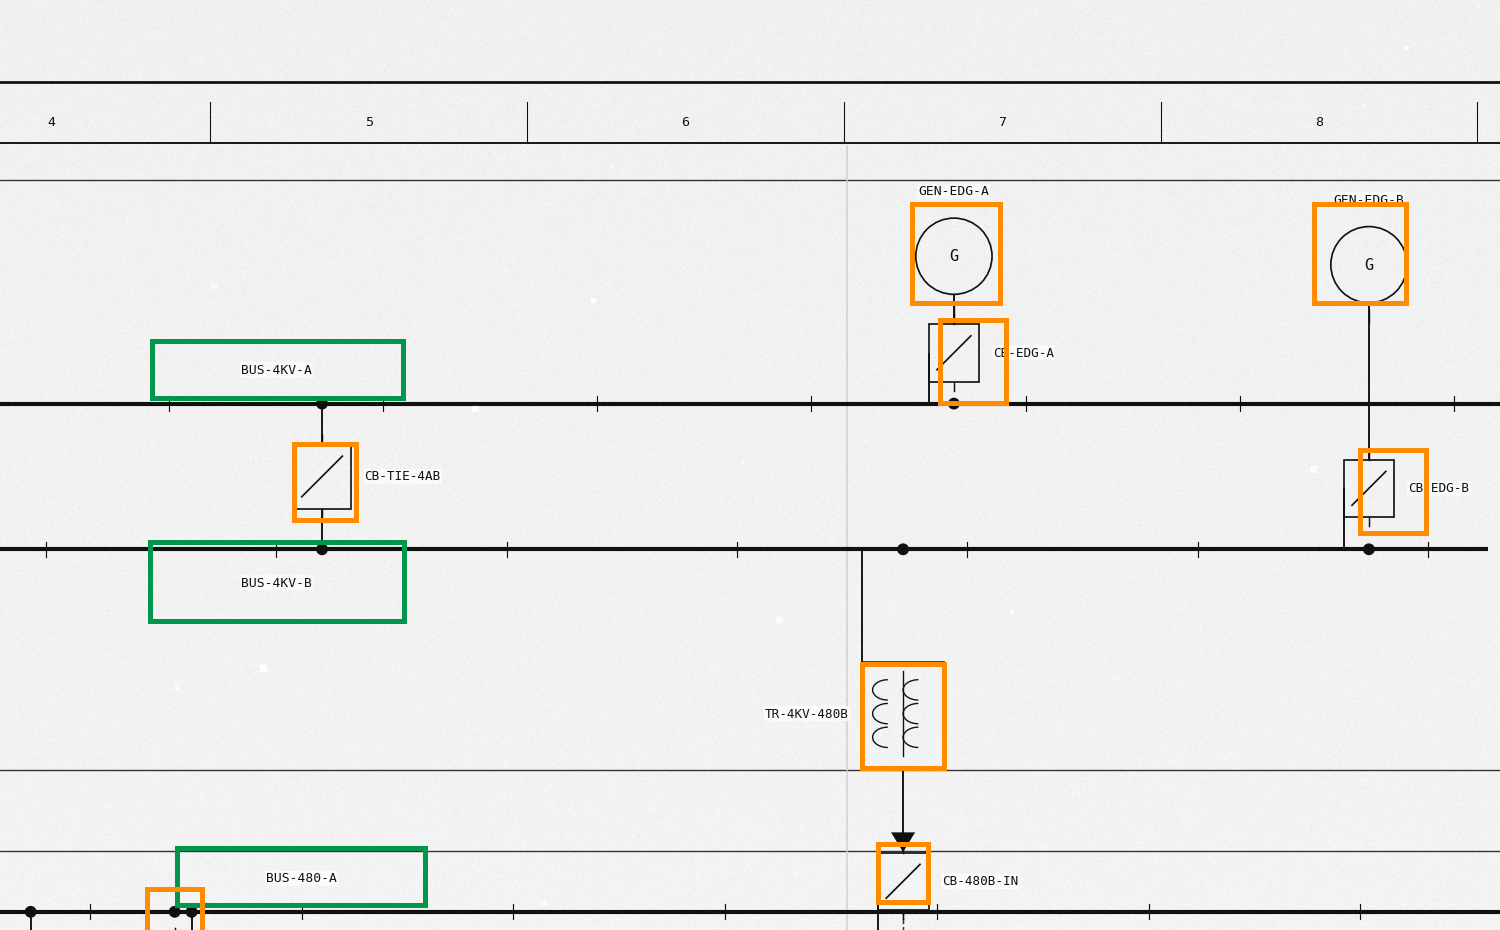 4 5 6 7 8
GEN-EDG-A
GEN-EDG-B
G
G
CB-EDG-A
BUS-4KV-A
CB-TIE-4AB
CB-EDG-B
BUS-4KV-B
TR-4KV-480B
BUS-480-A
CB-480B-IN